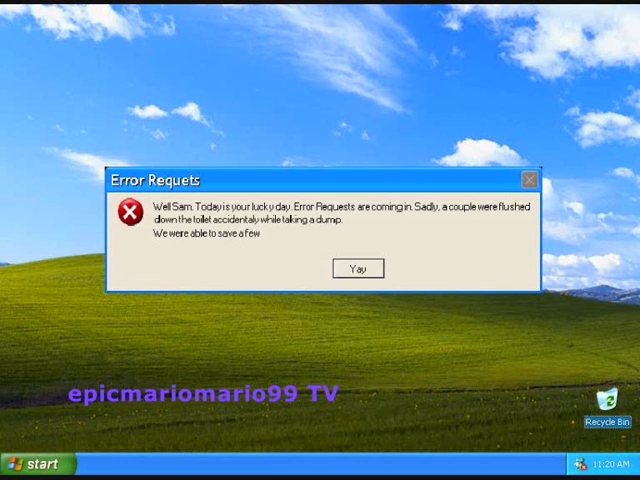 Error Requets
Well Sam. Today is your lucky day. Error Requests are coming in. Sadly, a couple were flushed
down the toilet accidentaly while taking a dump.
We were able to save a few
Yay
epicmariomario99 TV
Recycle Bin
start
11:20 AM